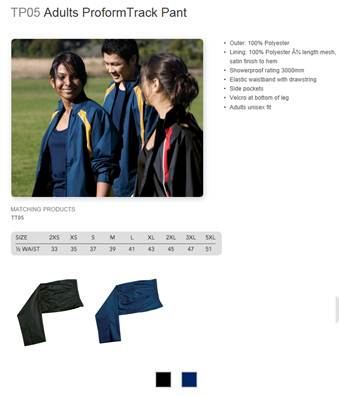 TP05 Adults ProformTrack Pant
• Outer: 100% Polyester
• Lining: 100% Polyester Â¾ length mesh,
satin finish to hem
• Showerproof rating 3000mm
• Elastic waistband with drawstring
• Side pockets
• Velcro at bottom of leg
• Adults unisex fit
MATCHING PRODUCTS
TT05
SIZE 2XS XS S M L XL 2XL 3XL 5XL
½ WAIST 33 35 37 39 41 43 45 47 51